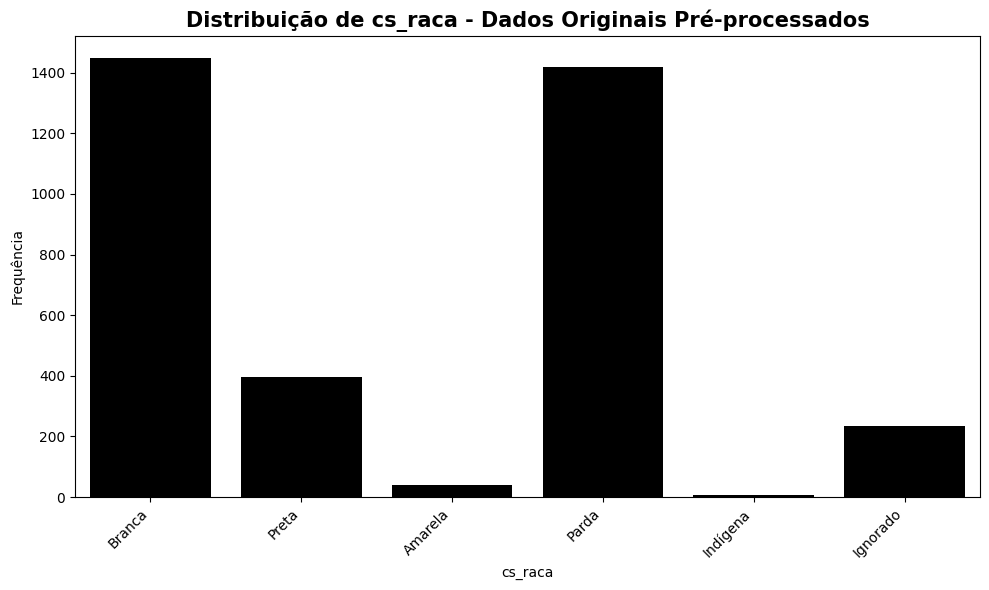 Distribuição de cs_raca - Dados Originais Pré-processados
Frequência
1400
1200
1000
800
600
400
200
0
Branca
Preta
Amarela
Parda
Indígena
Ignorado
cs_raca